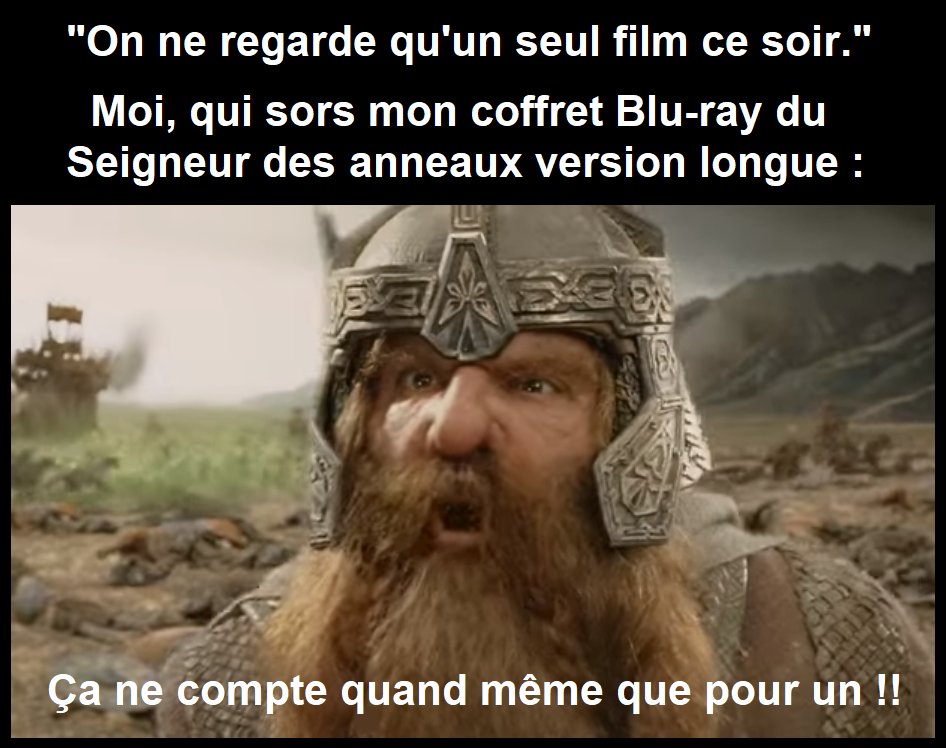 "On ne regarde qu'un seul film ce soir."
Moi, qui sors mon coffret Blu-ray du
Seigneur des anneaux version longue :
Ça ne compte quand même que pour un !!